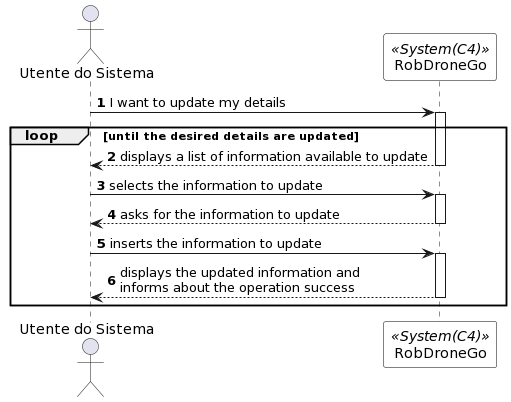 Utente do Sistema
«System(C4)»
RobDroneGo
1 I want to update my details
loop [until the desired details are updated]
2 displays a list of information available to update
3 selects the information to update
4 asks for the information to update
5 inserts the information to update
6 displays the updated information and
informs about the operation success
Utente do Sistema
«System(C4)»
RobDroneGo